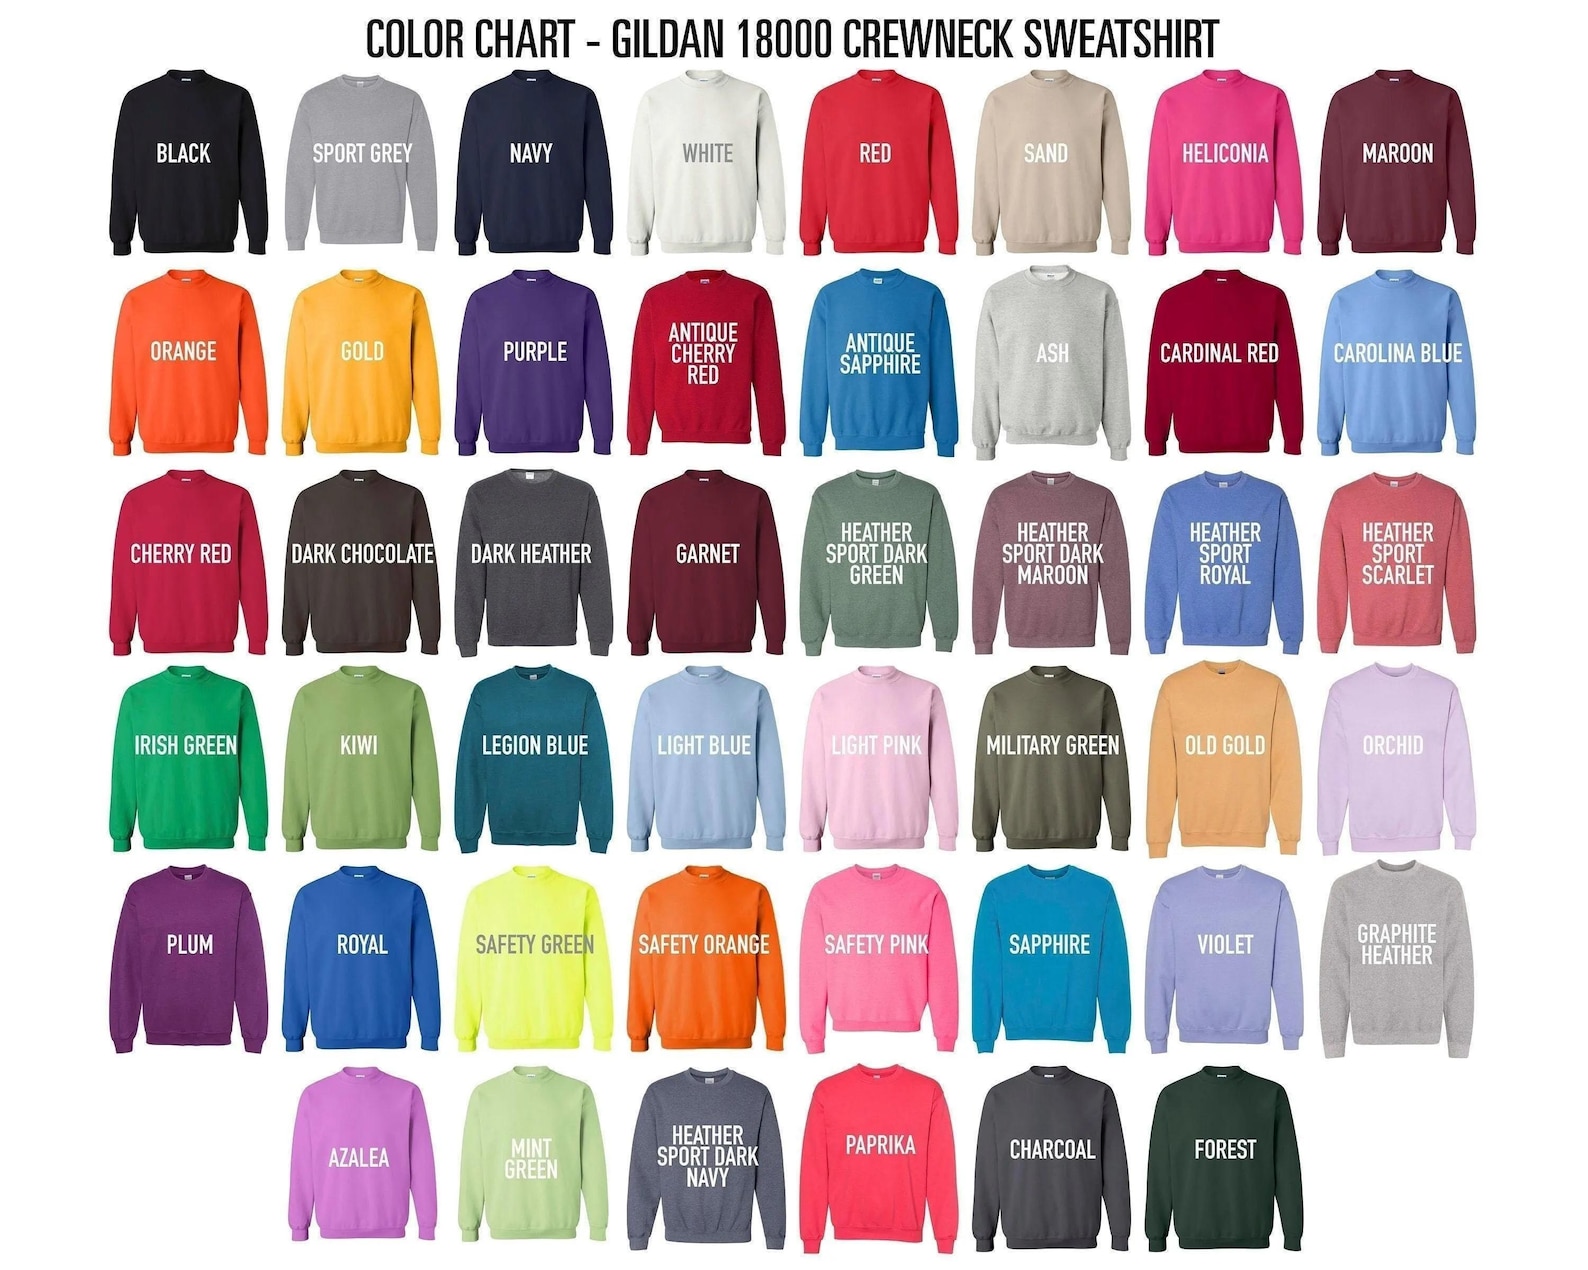 COLOR CHART - GILDAN 18000 CREWNECK SWEATSHIRT
BLACK
SPORT GREY
NAVY
WHITE
RED
SAND
HELICONIA
MAROON
ORANGE
GOLD
PURPLE
ANTIQUE
CHERRY
RED
ANTIQUE
SAPPHIRE
ASH
CARDINAL RED
CAROLINA BLUE
CHERRY RED
DARK CHOCOLATE
DARK HEATHER
GARNET
HEATHER
SPORT DARK
GREEN
HEATHER
SPORT DARK
MAROON
HEATHER
SPORT
ROYAL
HEATHER
SPORT
SCARLET
IRISH GREEN
KIWI
LEGION BLUE
LIGHT BLUE
LIGHT PINK
MILITARY GREEN
OLD GOLD
ORCHID
PLUM
ROYAL
SAFETY GREEN
SAFETY ORANGE
SAFETY PINK
SAPPHIRE
VIOLET
GRAPHITE
HEATHER
AZALEA
MINT
GREEN
HEATHER
SPORT DARK
NAVY
PAPRIKA
CHARCOAL
FOREST